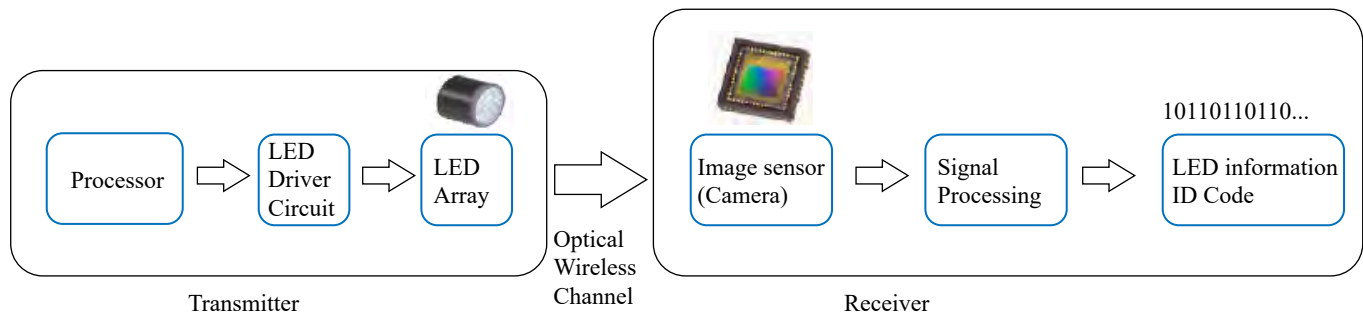 Processor
LED
Driver
Circuit
LED
Array
Transmitter
Optical
Wireless
Channel
Image sensor
(Camera)
Signal
Processing
10110110110...
LED information
ID Code
Receiver